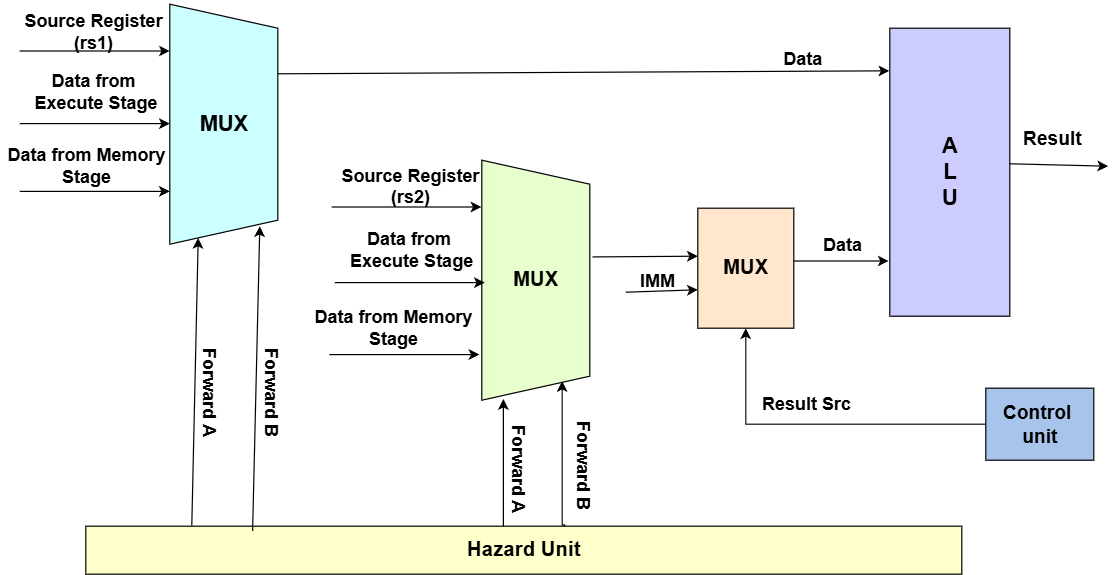 Source Register
(rs1)
Data from
Execute Stage
Data from Memory
Stage
MUX
Data
A
L
U
Result
Source Register
(rs2)
Data from
Execute Stage
Data from Memory
Stage
MUX
IMM
MUX
Data
Forward A
Forward B
Forward A
Forward B
Result Src
Control
unit
Hazard Unit